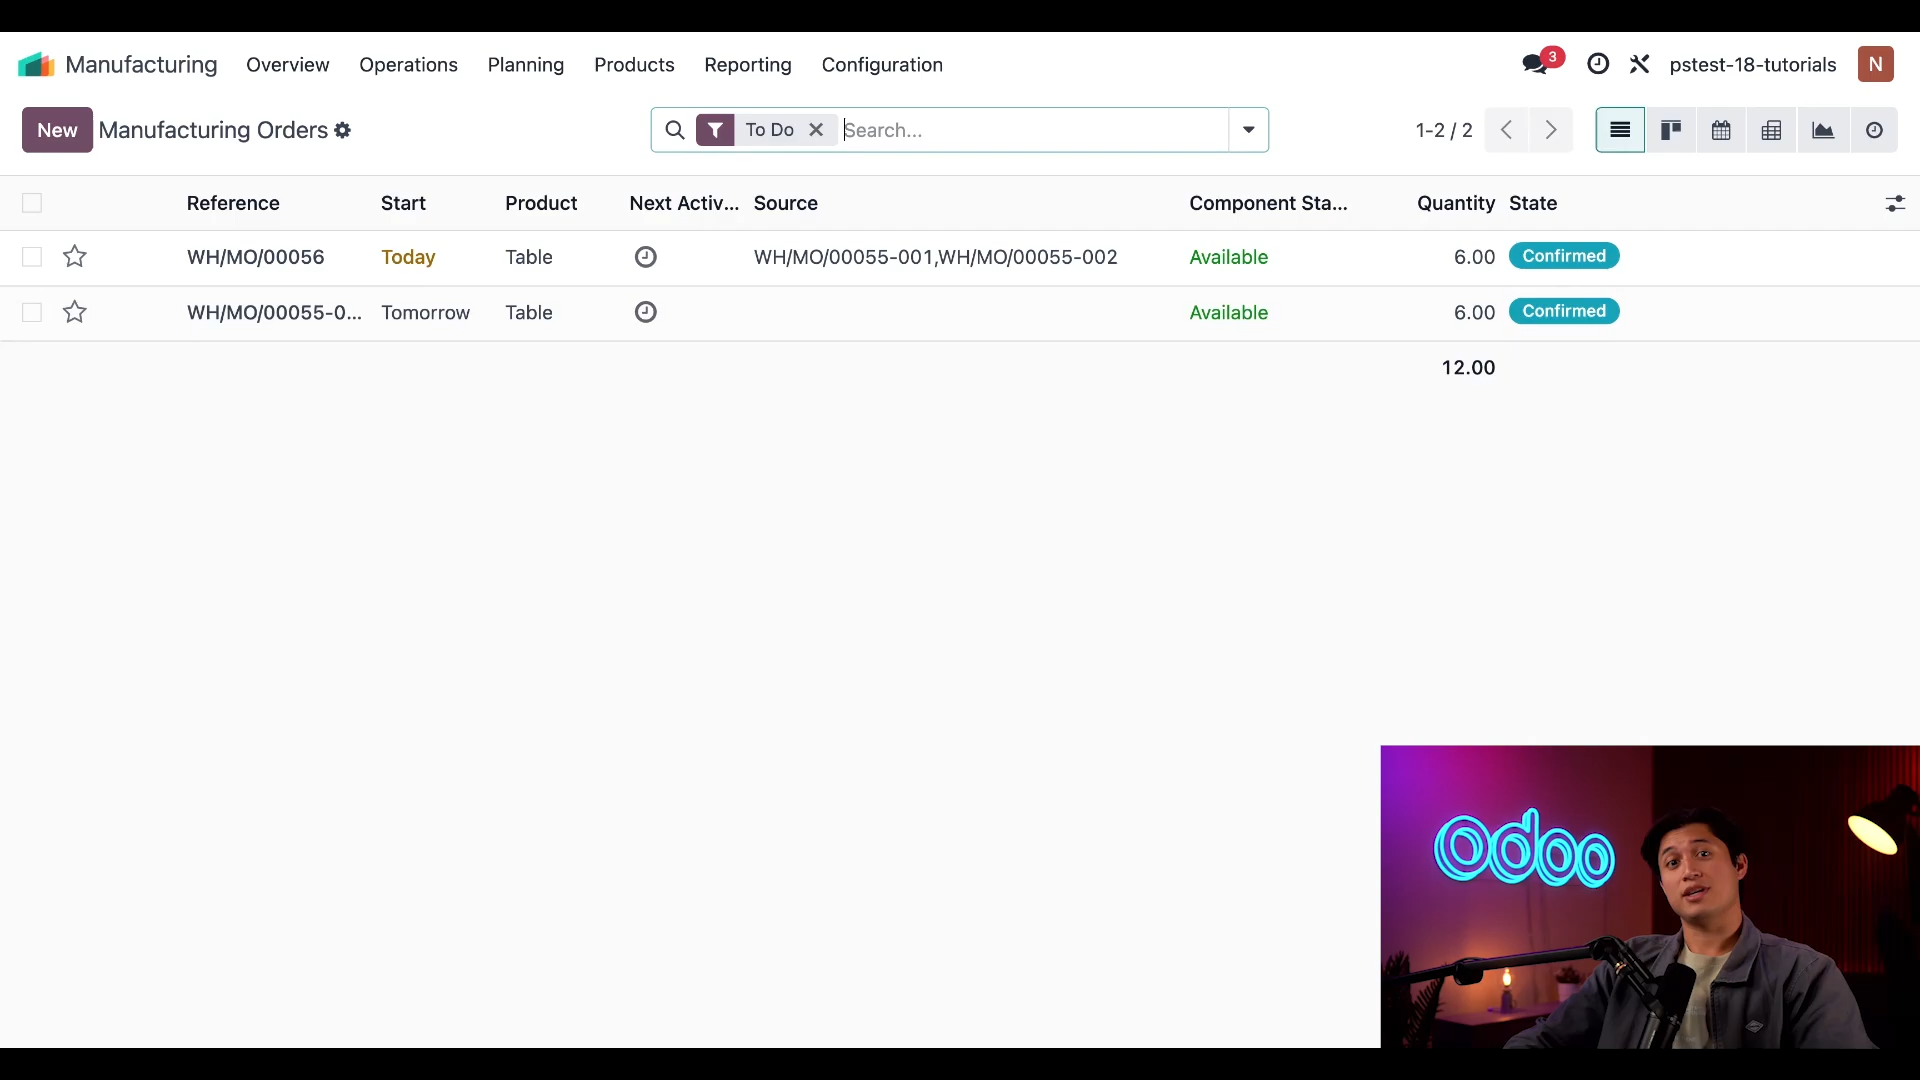 Manufacturing Overview Operations Planning Products Reporting Configuration 3 pstest-18-tutorials N
New Manufacturing Orders To Do Search... 1-2 / 2
Reference Start Product Next Activ... Source Component Sta... Quantity State
WH/MO/00056 Today Table WH/MO/00055-001,WH/MO/00055-002 Available 6.00 Confirmed
WH/MO/00055-0... Tomorrow Table Available 6.00 Confirmed
12.00
odoo